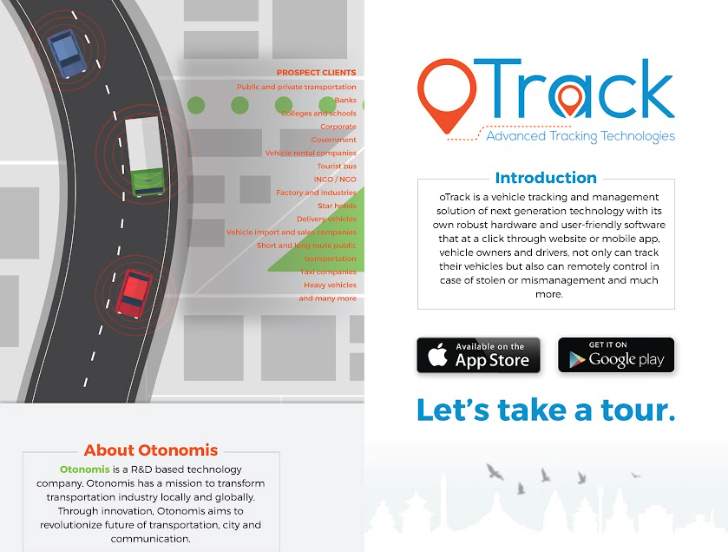 PROSPECT CLIENTS
Public and private transportation
Banks
Colleges and schools
Corporate
Government
Vehicle rental companies
Tourist bus
INGO / NGO
Factory and industries
Star hotels
Delivery vehicles
Vehicle import and sales companies
Short and long route public
transportation
Taxi companies
Heavy vehicles
and many more
About Otonomis
Otonomis is a R&D based technology
company. Otonomis has a mission to transform
transportation industry locally and globally.
Through innovation, Otonomis aims to
revolutionize future of transportation, city and
communication.
oTrack
Advanced Tracking Technologies
Introduction
oTrack is a vehicle tracking and management
solution of next generation technology with its
own robust hardware and user-friendly software
that at a click through website or mobile app,
vehicle owners and drivers, not only can track
their vehicles but also can remotely control in
case of stolen or mismanagement and much
more.
Available on the
App Store
GET IT ON
Google play
Let's take a tour.